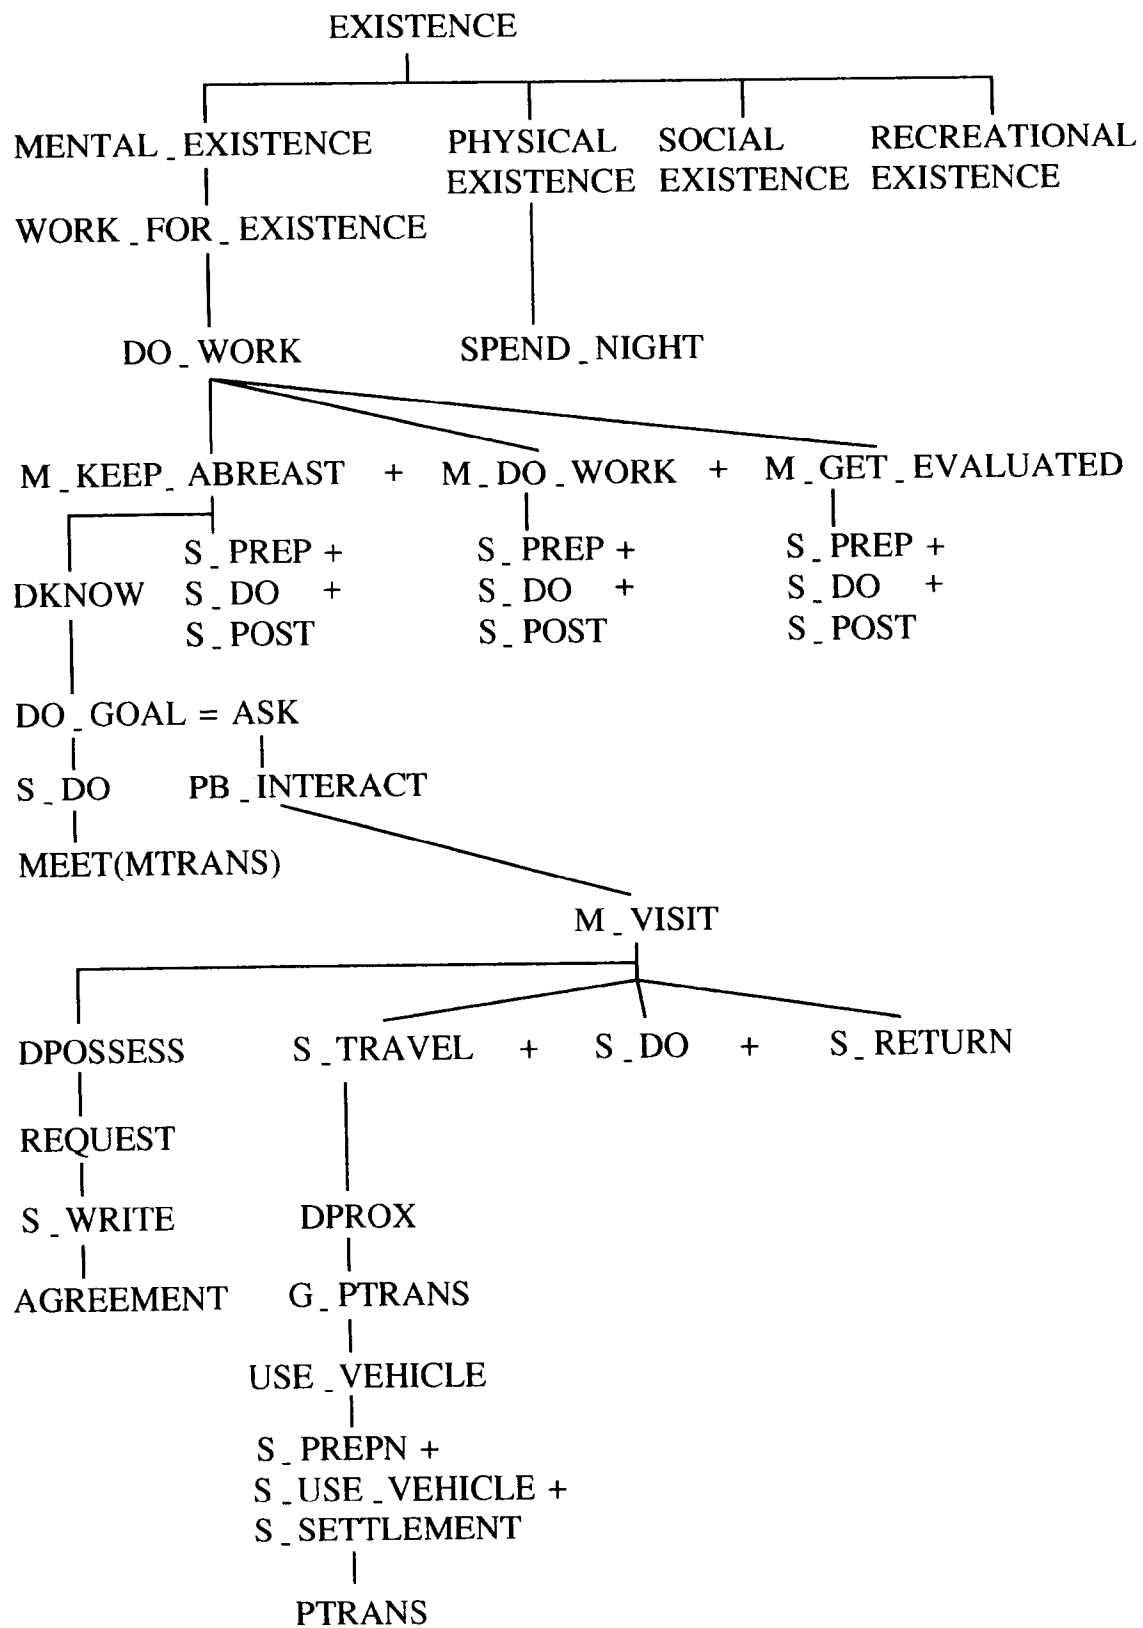 EXISTENCE
MENTAL_EXISTENCE PHYSICAL SOCIAL RECREATIONAL
EXISTENCE EXISTENCE EXISTENCE
WORK_FOR_EXISTENCE
DO_WORK SPEND_NIGHT
M_KEEP_ABREAST + M_DO_WORK + M_GET_EVALUATED
S_PREP + S_PREP + S_PREP +
DKNOW S_DO + S_DO + S_DO +
S_POST S_POST S_POST
DO_GOAL = ASK
S_DO PB_INTERACT
MEET(MTRANS)
M_VISIT
DPOSSESS S_TRAVEL + S_DO + S_RETURN
REQUEST
S_WRITE DPROX
AGREEMENT G_PTRANS
USE_VEHICLE
S_PREPN +
S_USE_VEHICLE +
S_SETTLEMENT
PTRANS